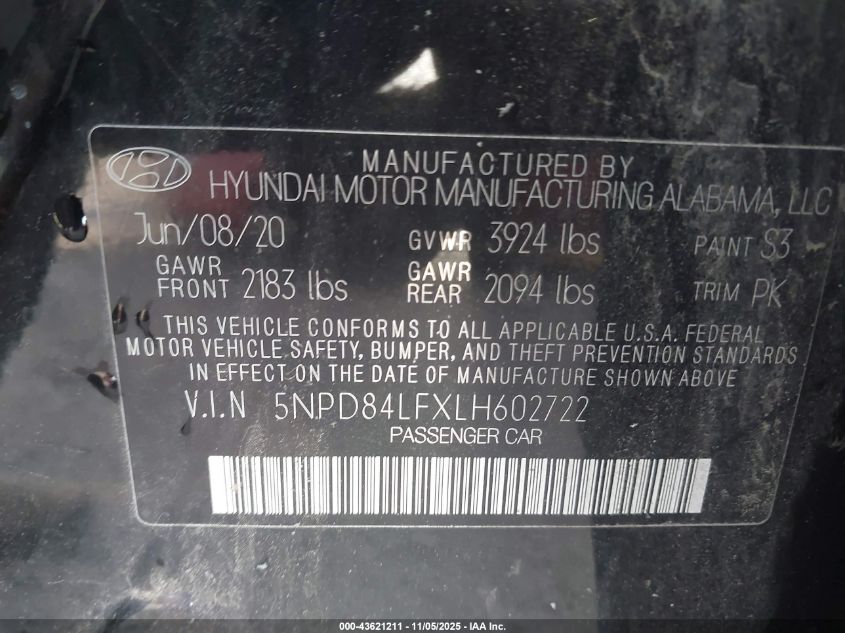 MANUFACTURED BY
HYUNDAI MOTOR MANUFACTURING ALABAMA, LLC
Jun/08/20 GVWR 3924 lbs PAINT S3
GAWR FRONT 2183 lbs GAWR REAR 2094 lbs TRIM PK
THIS VEHICLE CONFORMS TO ALL APPLICABLE U.S.A. FEDERAL
MOTOR VEHICLE SAFETY, BUMPER, AND THEFT PREVENTION STANDARDS
IN EFFECT ON THE DATE OF MANUFACTURE SHOWN ABOVE
V.I.N 5NPD84LFXLH602722
PASSENGER CAR
000-43621211 - 11/05/2025 - IAA Inc.